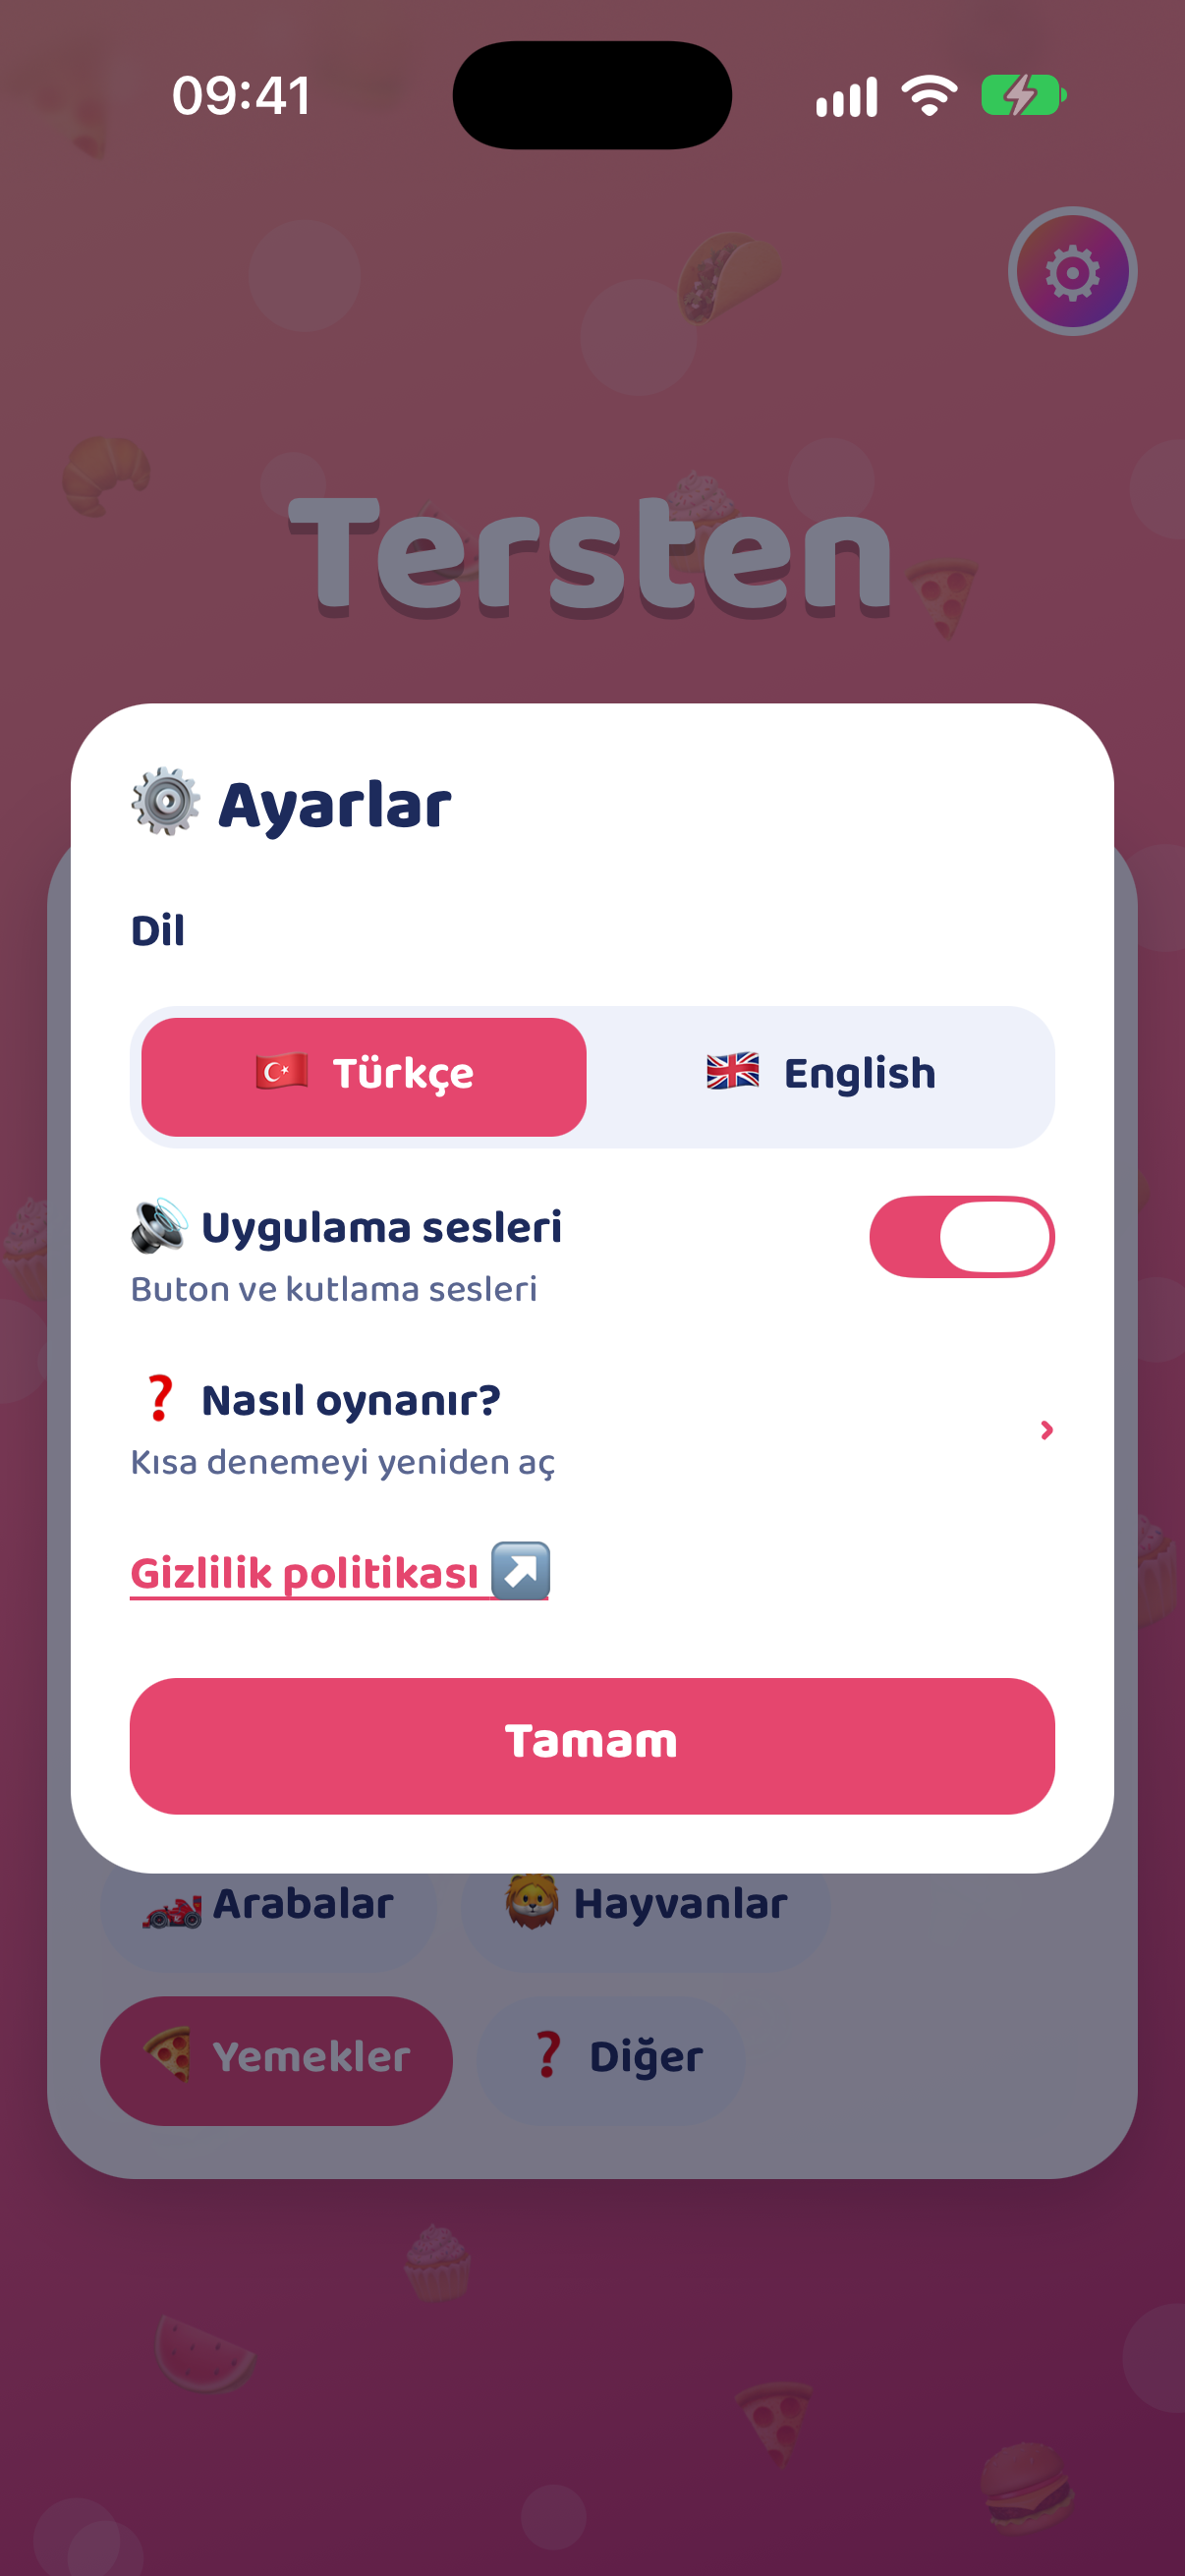 09:41
Tersten
Ayarlar
Dil
Türkçe
English
Uygulama sesleri
Buton ve kutlama sesleri
Nasıl oynanır?
Kısa denemeyi yeniden aç
Gizlilik politikası
Tamam
Arabalar
Hayvanlar
Yemekler
Diğer